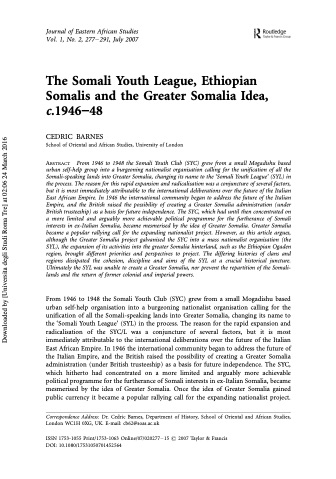 Journal of Eastern African Studies
Vol. 1, No. 2, 277–291, July 2007
Routledge
The Somali Youth League, Ethiopian
Somalis and the Greater Somalia Idea,
c.1946–48
CEDRIC BARNES
School of Oriental and African Studies, University of London
ABSTRACT From 1946 to 1948 the Somali Youth Club (SYC) grew from a small Mogadishu based
urban self-help group into a burgeoning nationalist organisation calling for the unification of all the
Somali-speaking lands into Greater Somalia, changing its name to the 'Somali Youth League' (SYL) in
the process. The reason for this rapid expansion and radicalisation was a conjuncture of several factors,
but it is most immediately attributable to the international deliberations over the future of the Italian
East African Empire. In 1946 the international community began to address the future of the Italian
Empire, and the British raised the possibility of creating a Greater Somalia administration (under
British trusteeship) as a basis for future independence. The SYC, which had until then concentrated on
a more limited and arguably more achievable political programme for the furtherance of Somali
interests in ex-Italian Somalia, became mesmerised by the idea of Greater Somalia. Greater Somalia
became a popular rallying call for the expanding nationalist project. However, as this article argues,
although the Greater Somalia project galvanised the SYC into a mass nationalist organisation (the
SYL), the expansion of its activities into the greater Somalia hinterland, such as the Ethiopian Ogaden
region, brought different priorities and perspectives to project. The differing histories of clans and
regions dissipated the cohesion, discipline and aims of the SYL at a crucial historical juncture.
Ultimately the SYL was unable to create a Greater Somalia, nor prevent the repartition of the Somali-
lands and the return of former colonial and imperial powers.
From 1946 to 1948 the Somali Youth Club (SYC) grew from a small Mogadishu based
urban self-help organisation into a burgeoning nationalist organisation calling for the
unification of all the Somali-speaking lands into Greater Somalia, changing its name to
the 'Somali Youth League' (SYL) in the process. The reason for the rapid expansion and
radicalisation of the SYC/L was a conjuncture of several factors, but it is most
immediately attributable to the international deliberations over the future of the Italian
East African Empire. In 1946 the international community began to address the future of
the Italian Empire, and the British raised the possibility of creating a Greater Somalia
administration (under British trusteeship) as a basis for future independence. The SYC,
which hitherto had concentrated on a more limited and arguably more achievable
political programme for the furtherance of Somali interests in ex-Italian Somalia, became
mesmerised by the idea of Greater Somalia. Once the idea of Greater Somalia gained
public currency it became a popular rallying call for the expanding nationalist project.
Correspondence Address: Dr. Cedric Barnes, Department of History, School of Oriental and African Studies,
London WC1H 0XG, UK. E-mail: cb62@soas.ac.uk
ISSN 1753-1055 Print/1753-1063 Online/07/020277–15 © 2007 Taylor & Francis
DOI: 10.1080/17531050701452564
Downloaded by [Università degli Studi Roma Tre] at 02:06 24 March 2016